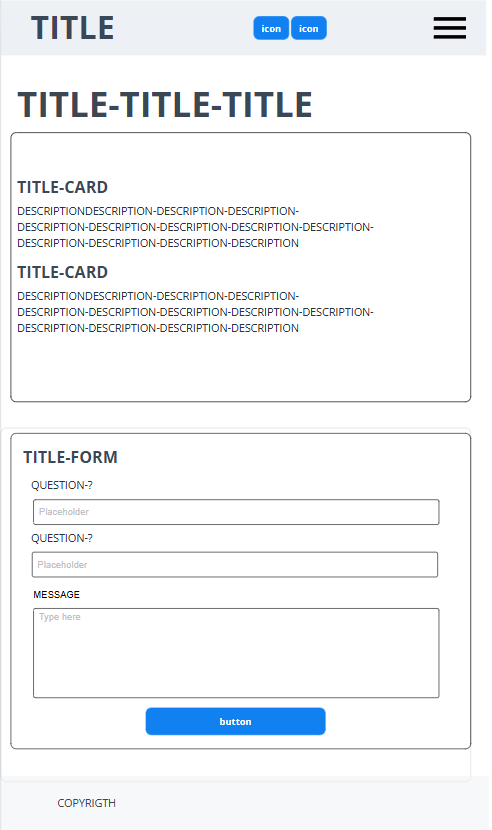 TITLE
icon icon
TITLE-TITLE-TITLE
TITLE-CARD
DESCRIPTIONDESCRIPTION-DESCRIPTION-DESCRIPTION-
DESCRIPTION-DESCRIPTION-DESCRIPTION-DESCRIPTION-DESCRIPTION-
DESCRIPTION-DESCRIPTION-DESCRIPTION-DESCRIPTION
TITLE-CARD
DESCRIPTIONDESCRIPTION-DESCRIPTION-DESCRIPTION-
DESCRIPTION-DESCRIPTION-DESCRIPTION-DESCRIPTION-DESCRIPTION-
DESCRIPTION-DESCRIPTION-DESCRIPTION-DESCRIPTION
TITLE-FORM
QUESTION-?
Placeholder
QUESTION-?
Placeholder
MESSAGE
Type here
button
COPYRIGTH